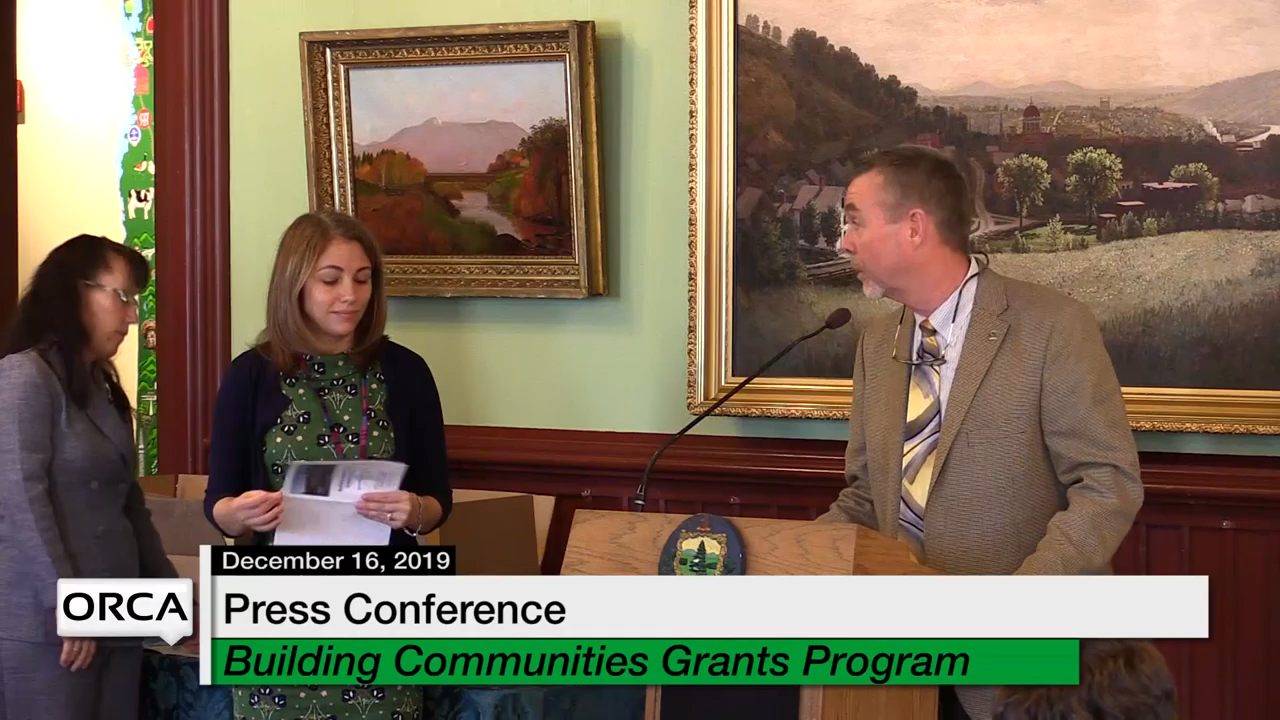 December 16, 2019
ORCA
Press Conference
Building Communities Grants Program